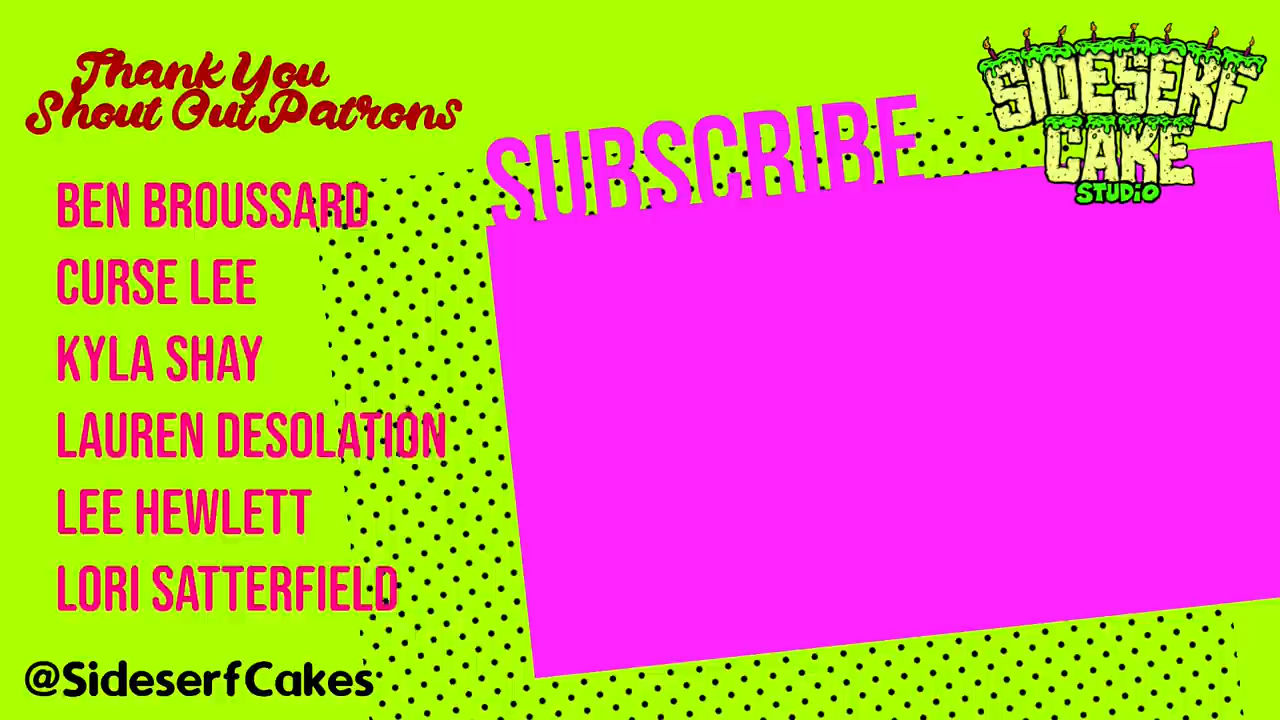 Thank You
Shout Out Patrons
BEN BROUSSARD
CURSE LEE
KYLA SHAY
LAUREN DESOLATION
LEE HEWLETT
LORI SATTERFIELD
@SideserfCakes
SUBSCRIBE
SIDESERF
CAKE
STUDIO